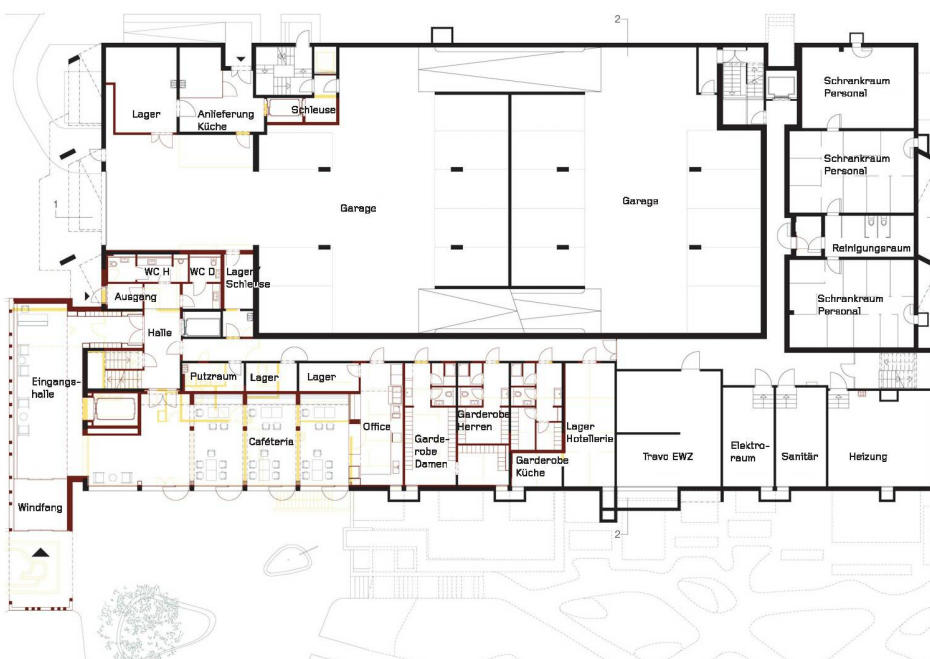 2
Schrankraum
Personal
Lager
Anlieferung
Küche
Schleuse
Schrankraum
Personal
1
Garage
Garage
Reinigungsraum
WC H
WC D
Lager/
Schleuse
Ausgang
Schrankraum
Personal
Halle
Eingangs-
halle
Putzraum
Lager
Lager
Cafèteria
Office
Garde-
robe
Damen
Garderobe
Herren
Garderobe
Küche
Lager
Hotellerie
Travo EWZ
Elektro-
raum
Sanitär
Heizung
Windfang
2